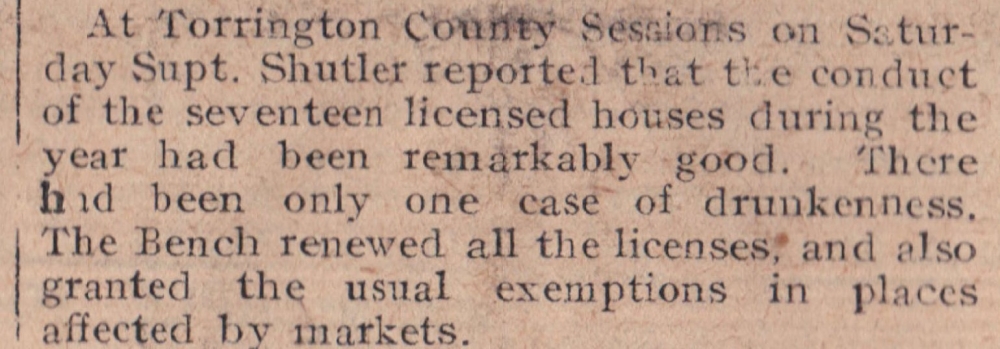 At Torrington County Sessions on Satur-
day Supt. Shutler reported that the conduct
of the seventeen licensed houses during the
year had been remarkably good. There
had been only one case of drunkenness.
The Bench renewed all the licenses, and also
granted the usual exemptions in places
affected by markets.